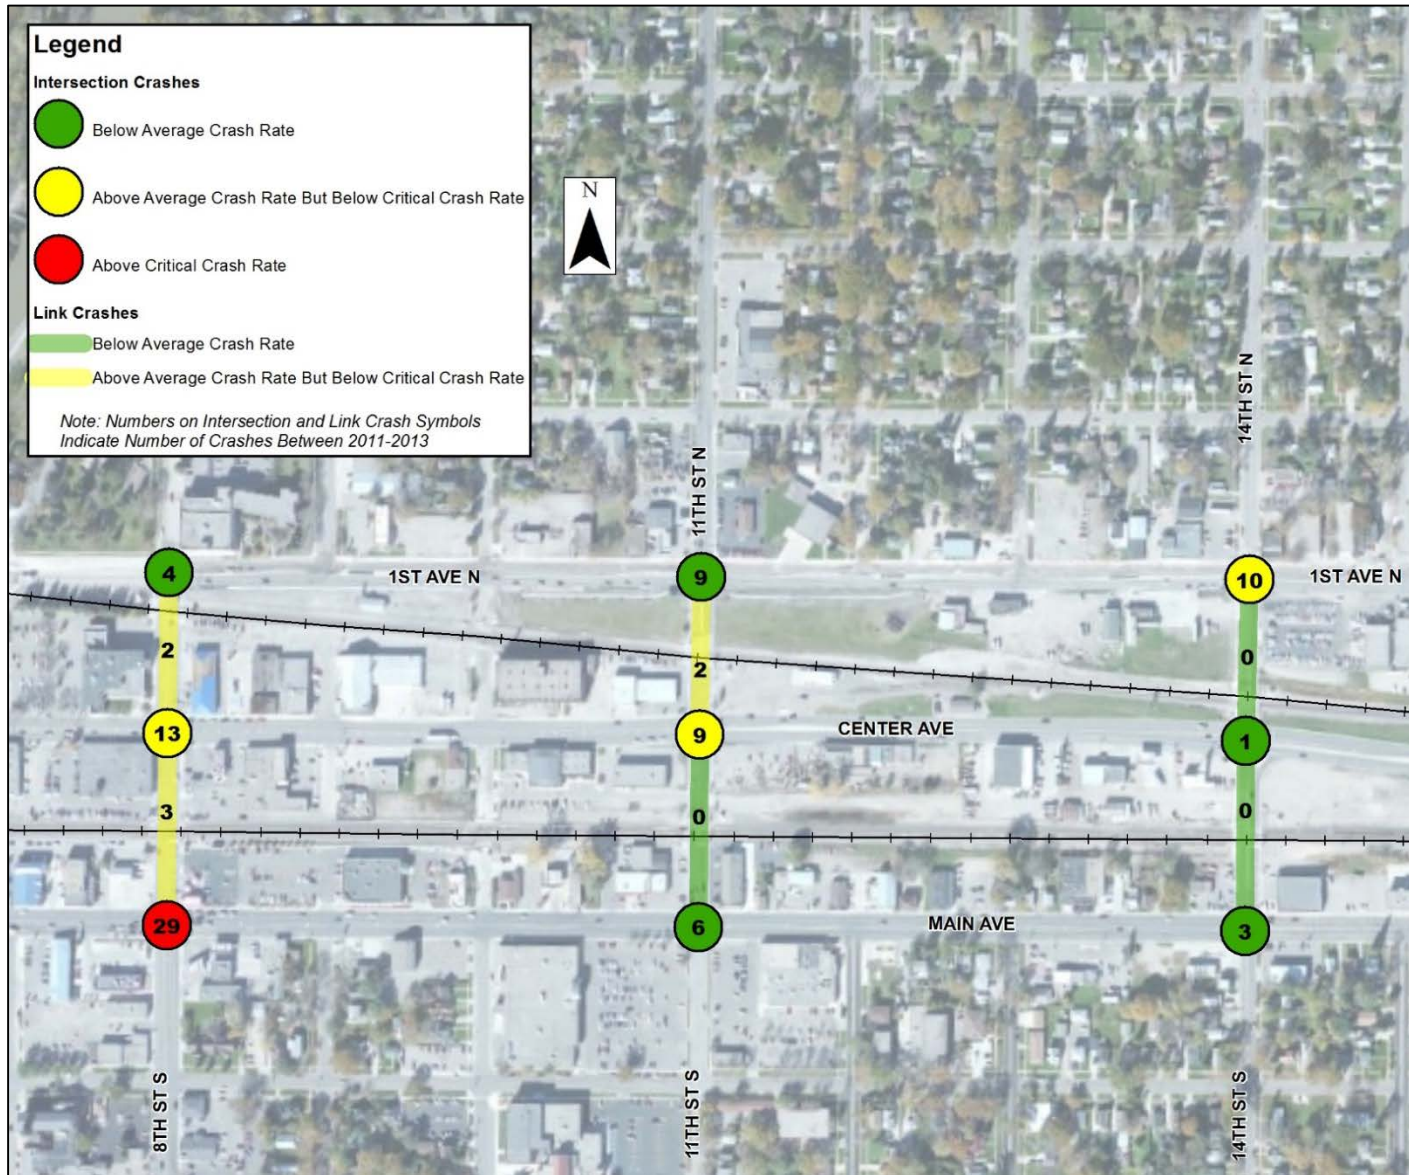 Legend
Intersection Crashes
Below Average Crash Rate
Above Average Crash Rate But Below Critical Crash Rate
Above Critical Crash Rate
Link Crashes
Below Average Crash Rate
Above Average Crash Rate But Below Critical Crash Rate
Note: Numbers on Intersection and Link Crash Symbols
Indicate Number of Crashes Between 2011-2013
N
14TH ST N
11TH ST N
4
1ST AVE N
9
10
1ST AVE N
2
2
0
13
9
CENTER AVE
1
3
0
0
29
6
MAIN AVE
3
8TH ST S
11TH ST S
14TH ST S